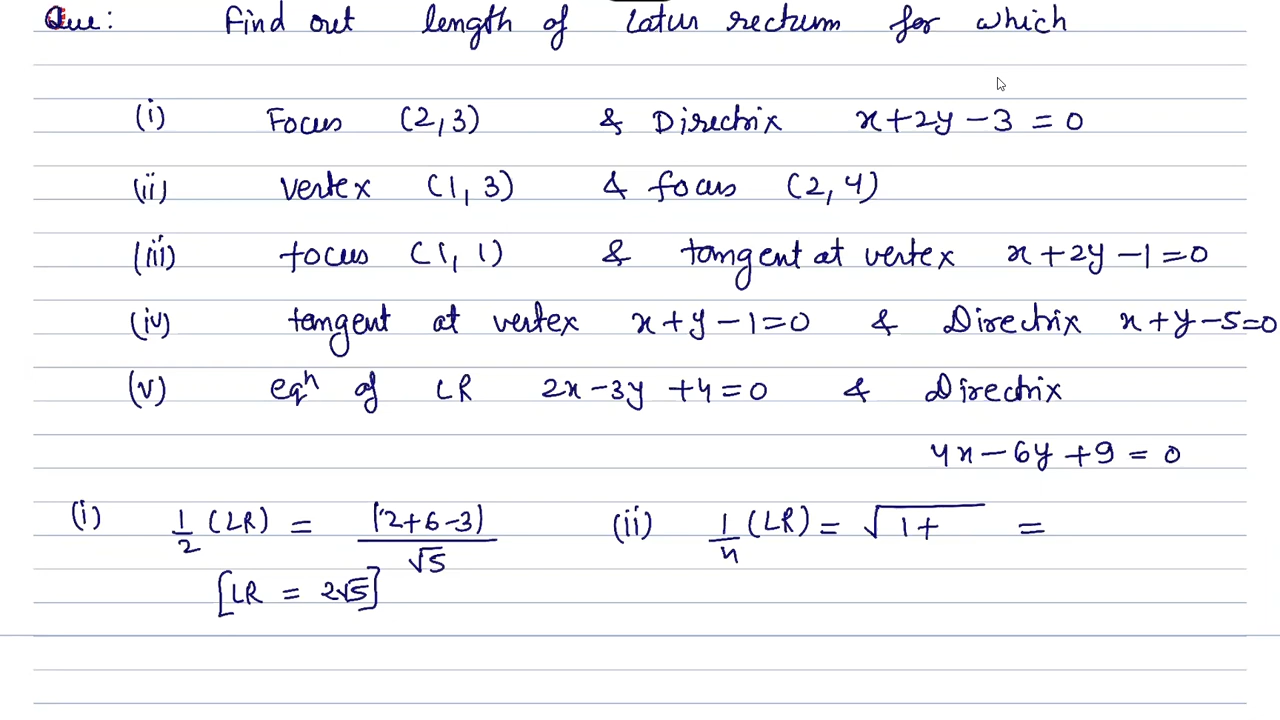 Que: Find out length of Latus rectum for which
(i) Focus (2,3) & Directrix x+2y-3=0
(ii) vertex (1,3) & focus (2,4)
(iii) focus (1,1) & tangent at vertex x+2y-1=0
(iv) tangent at vertex x+y-1=0 & Directrix x+y-5=0
(v) eqⁿ of LR 2x-3y+4=0 & Directrix
4x-6y+9=0
(i) 1/2 (LR) = |2+6-3|/√5 (ii) 1/4 (LR) = √1+ =
[LR = 2√5]